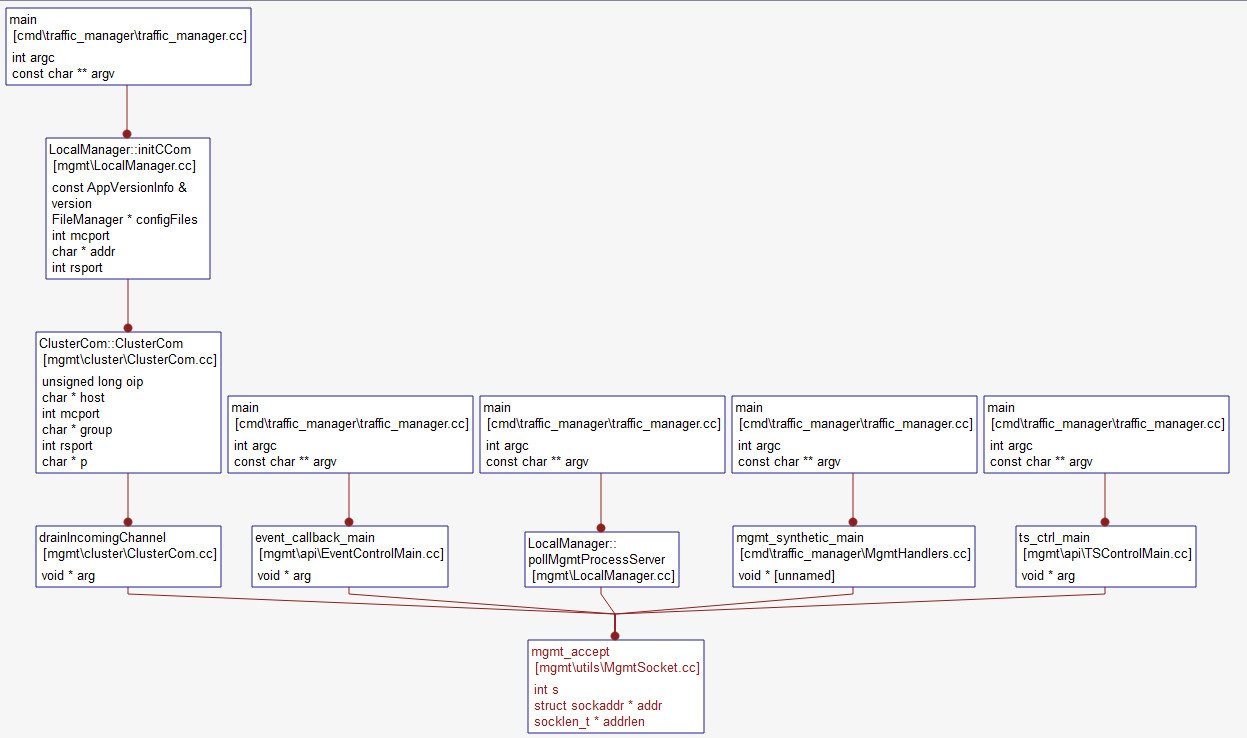 main
[cmd\traffic_manager\traffic_manager.cc]
int argc
const char ** argv
LocalManager::initCCom
[mgmt\LocalManager.cc]
const AppVersionInfo &
version
FileManager * configFiles
int mcport
char * addr
int rsport
ClusterCom::ClusterCom
[mgmt\cluster\ClusterCom.cc]
unsigned long oip
char * host
int mcport
char * group
int rsport
char * p
main
[cmd\traffic_manager\traffic_manager.cc]
int argc
const char ** argv
main
[cmd\traffic_manager\traffic_manager.cc]
int argc
const char ** argv
main
[cmd\traffic_manager\traffic_manager.cc]
int argc
const char ** argv
main
[cmd\traffic_manager\traffic_manager.cc]
int argc
const char ** argv
drainIncomingChannel
[mgmt\cluster\ClusterCom.cc]
void * arg
event_callback_main
[mgmt\api\EventControlMain.cc]
void * arg
LocalManager::
pollMgmtProcessServer
[mgmt\LocalManager.cc]
mgmt_synthetic_main
[cmd\traffic_manager\MgmtHandlers.cc]
void * [unnamed]
ts_ctrl_main
[mgmt\api\TSControlMain.cc]
void * arg
mgmt_accept
[mgmt\utils\MgmtSocket.cc]
int s
struct sockaddr * addr
socklen_t * addrlen